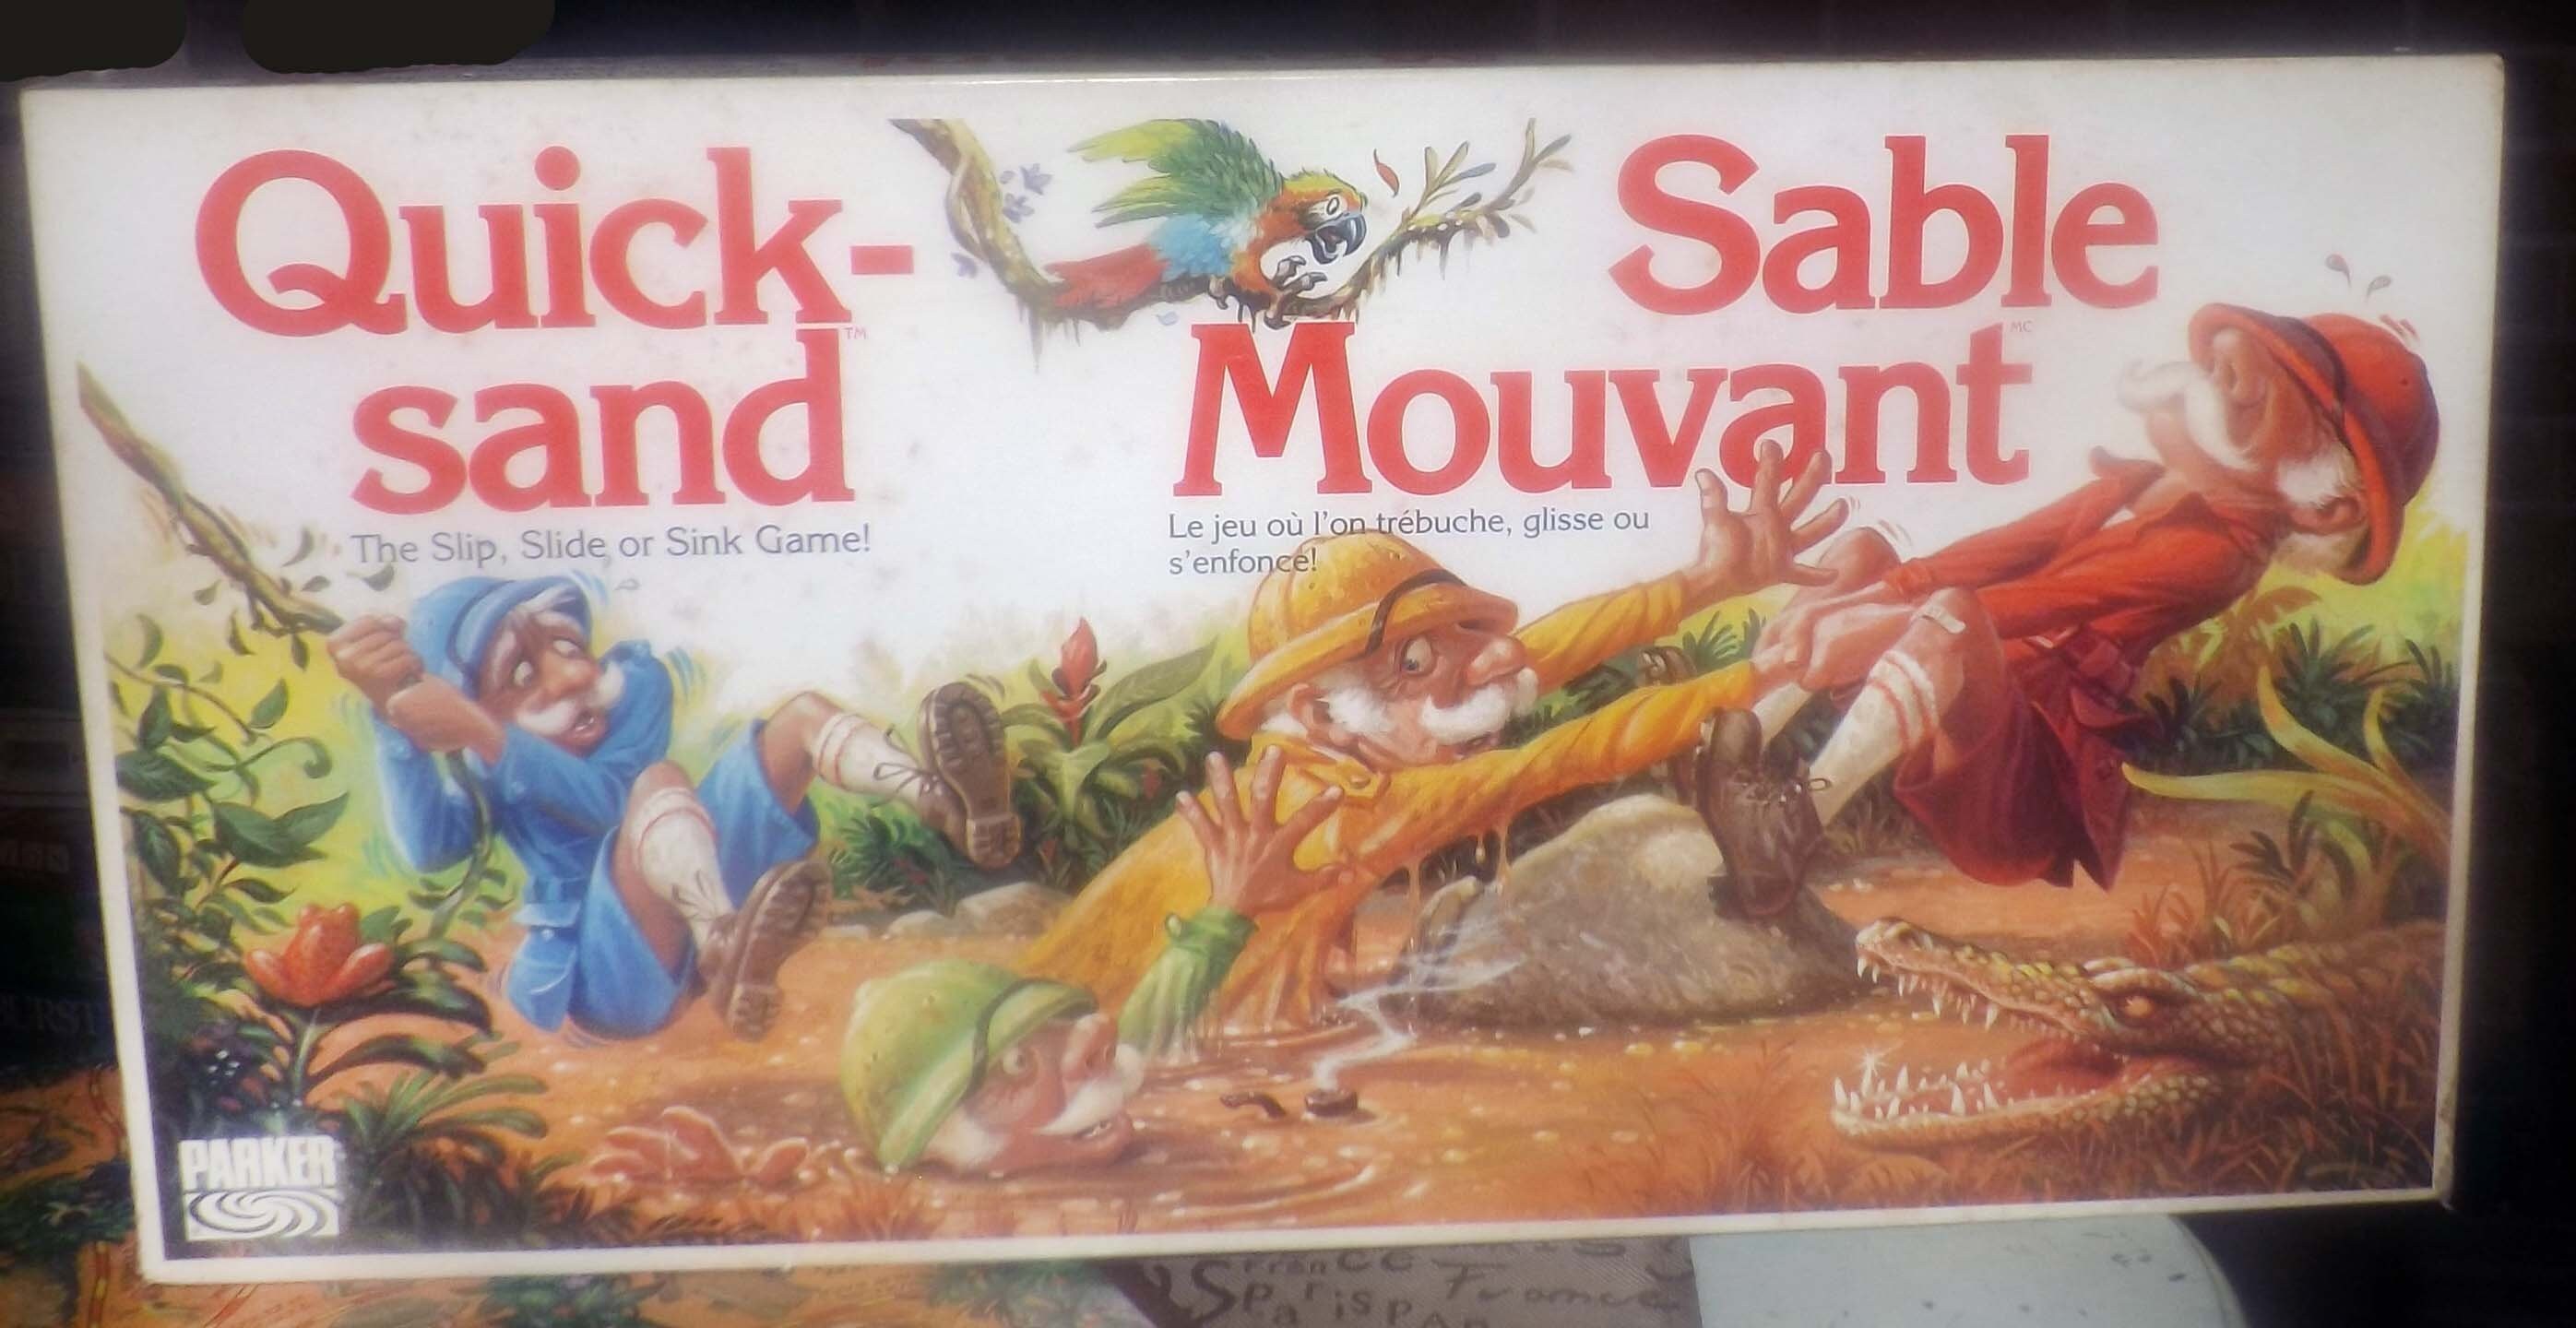 Quick-
sand™
The Slip, Slide or Sink Game!
Sable
Mouvant MC
Le jeu où l'on trébuche, glisse ou
s'enfonce!
PARKER